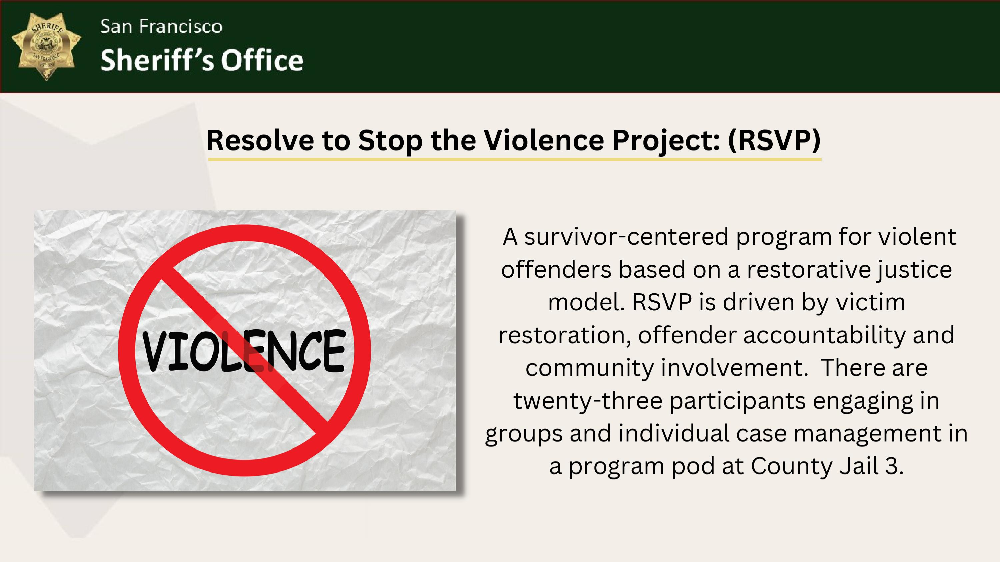 SHERIFF
SAN FRANCISCO
San Francisco
Sheriff's Office
Resolve to Stop the Violence Project: (RSVP)
VIOLENCE
A survivor-centered program for violent
offenders based on a restorative justice
model. RSVP is driven by victim
restoration, offender accountability and
community involvement.  There are
twenty-three participants engaging in
groups and individual case management in
a program pod at County Jail 3.